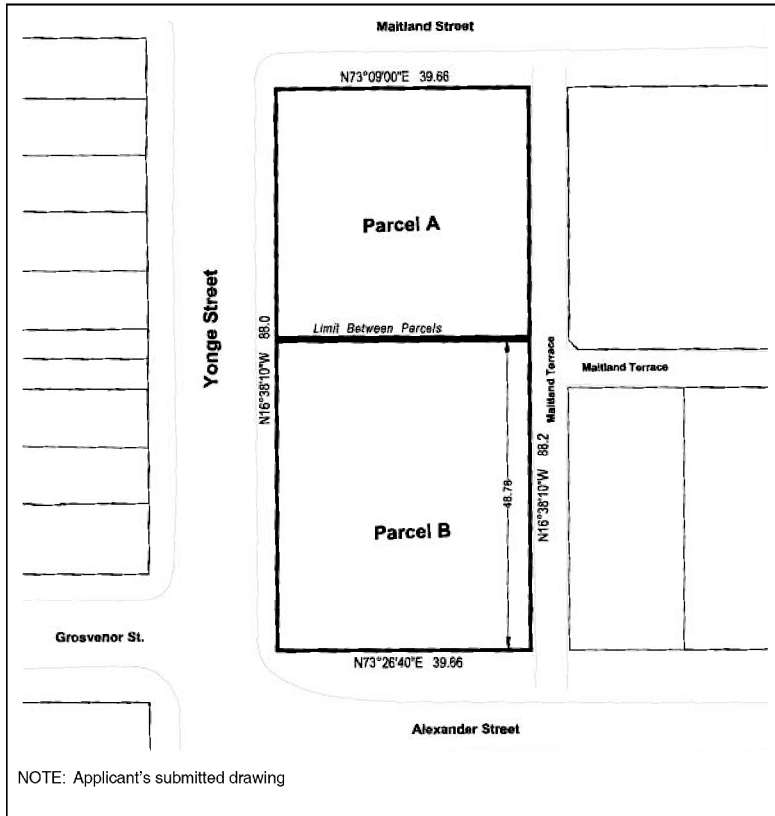 Maitland Street
N73°09'00"E 39.66
Parcel A
Yonge Street
N16°38'10"W 88.0
Limit Between Parcels
Maitland Terrace
Maitland Terrace
N16°38'10"W 88.2
48.78
Parcel B
Grosvenor St.
N73°26'40"E 39.66
Alexander Street
NOTE: Applicant's submitted drawing